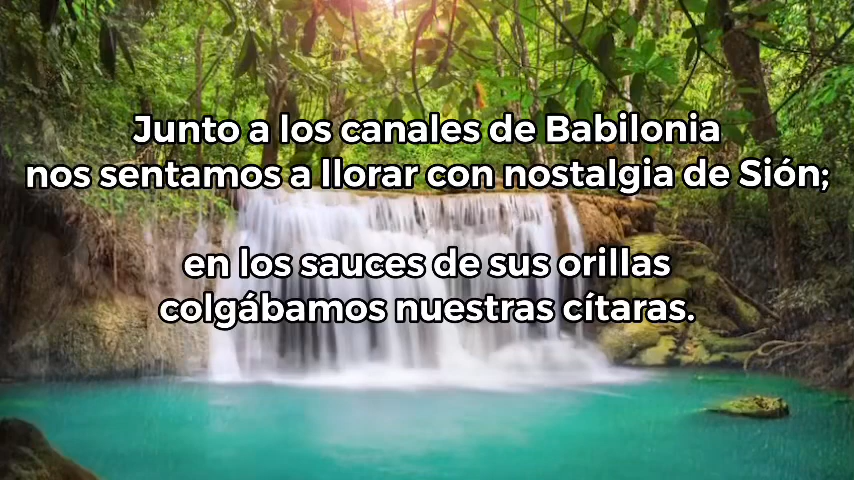 Junto a los canales de Babilonia
nos sentamos a llorar con nostalgia de Sión;
en los sauces de sus orillas
colgábamos nuestras cítaras.